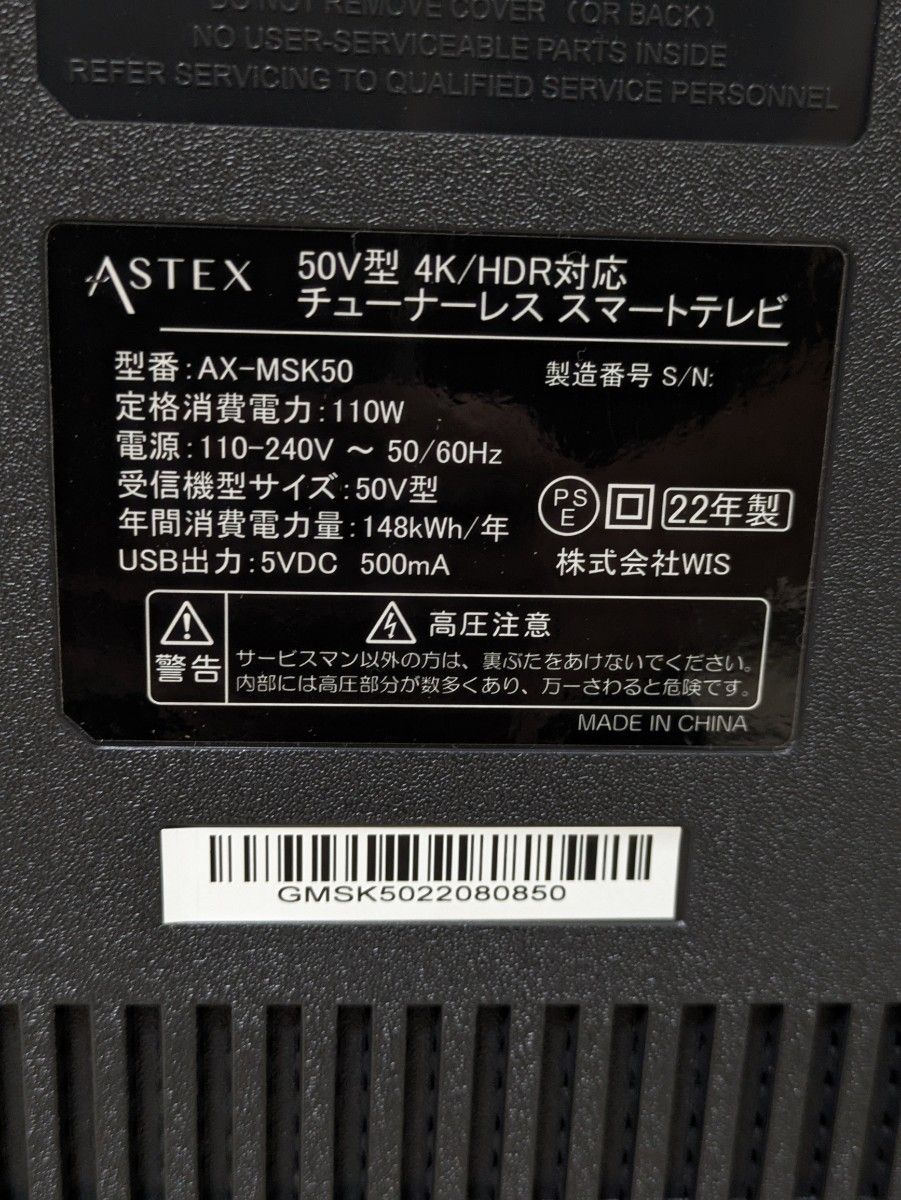 DO NOT REMOVE COVER (OR BACK)
NO USER-SERVICEABLE PARTS INSIDE
REFER SERVICING TO QUALIFIED SERVICE PERSONNEL
ASTEX
50V型 4K/HDR対応
チューナーレス スマートテレビ
型番:AX-MSK50
製造番号 S/N:
定格消費電力:110W
電源:110-240V ~ 50/60Hz
受信機型サイズ:50V型
年間消費電力量:148kWh/年
USB出力:5VDC 500mA
PS
E
22年製
株式会社WIS
警告
高圧注意
サービスマン以外の方は、裏ぶたをあけないでください。
内部には高圧部分が数多くあり、万一さわると危険です。
MADE IN CHINA
GMSK5022080850